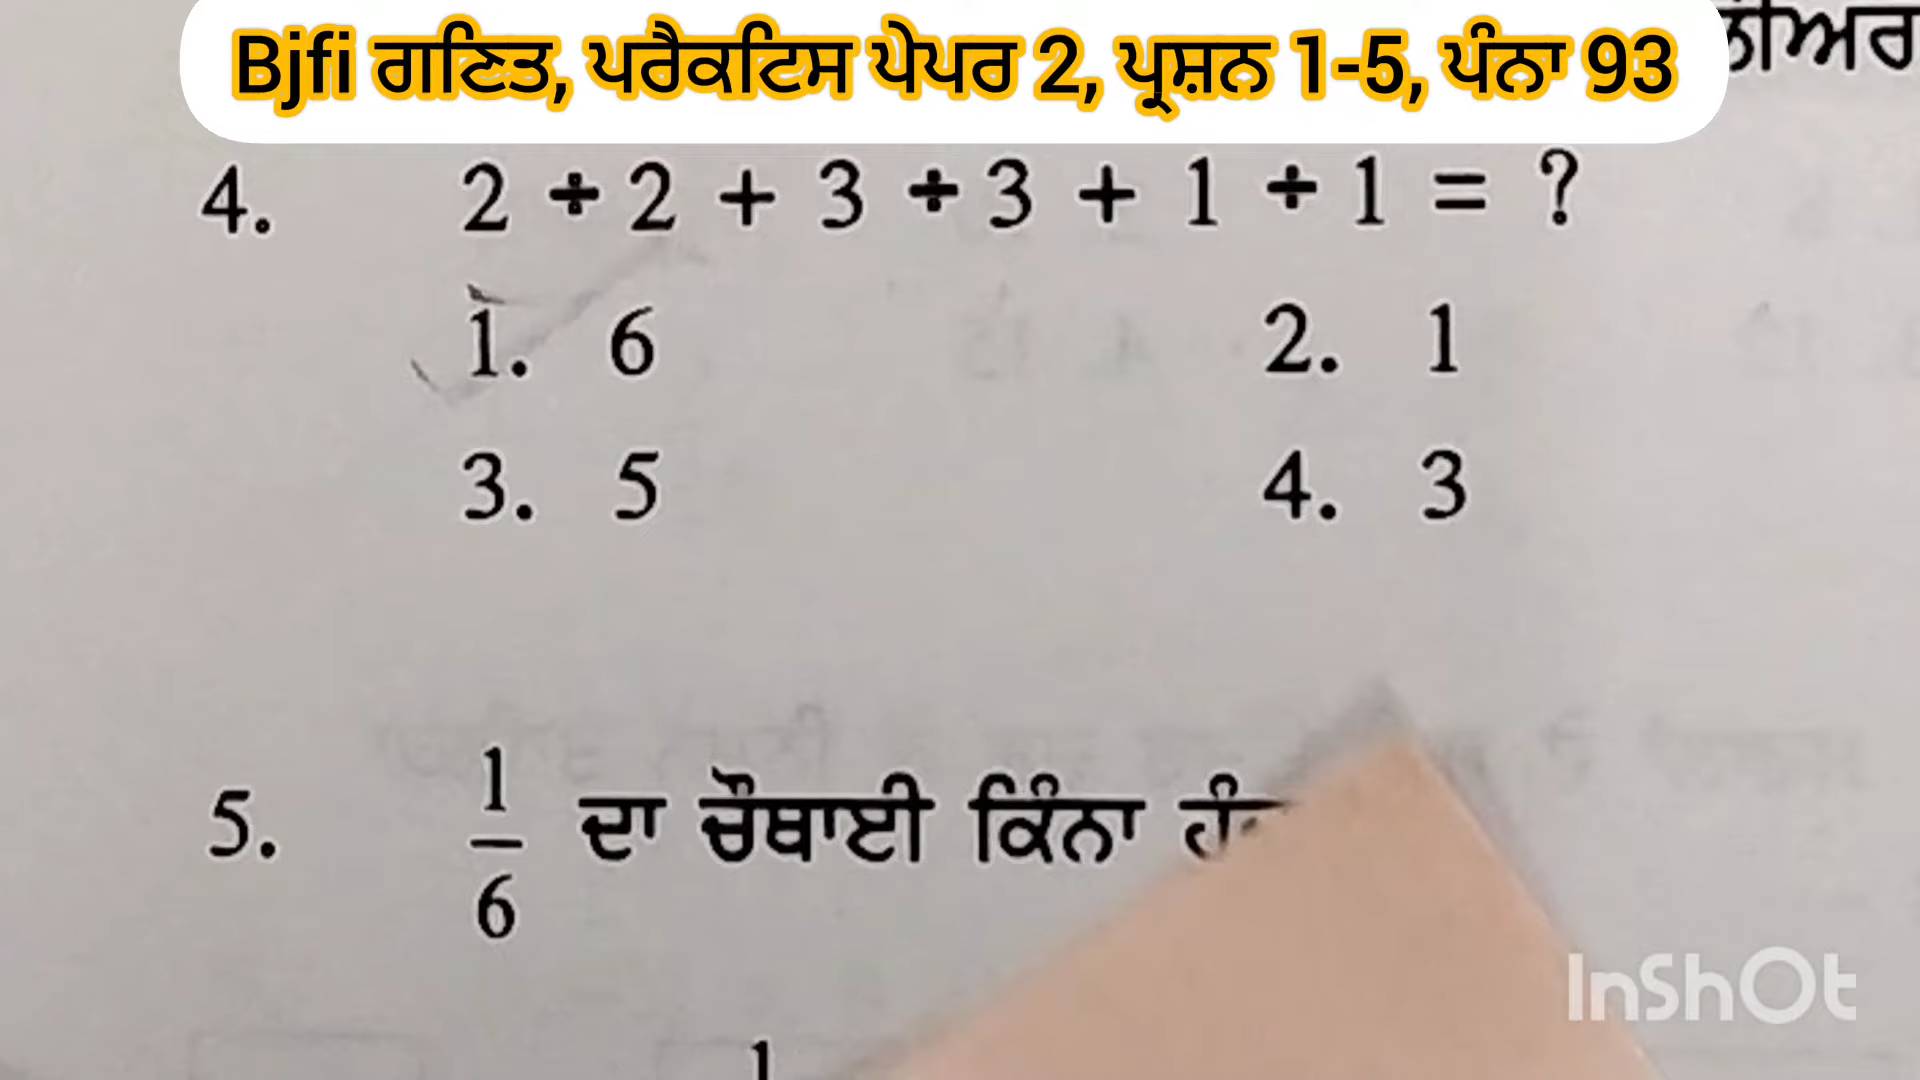 Bjfi ਗਣਿਤ, ਪਰੈਕਟਿਸ ਪੇਪਰ 2, ਪ੍ਰਸ਼ਨ 1-5, ਪੰਨਾ 93
4. 2 ÷ 2 + 3 ÷ 3 + 1 ÷ 1 = ?
1. 6 2. 1
3. 5 4. 3
5. 1/6 ਦਾ ਚੌਥਾਈ ਕਿੰਨਾ
1
InShOt